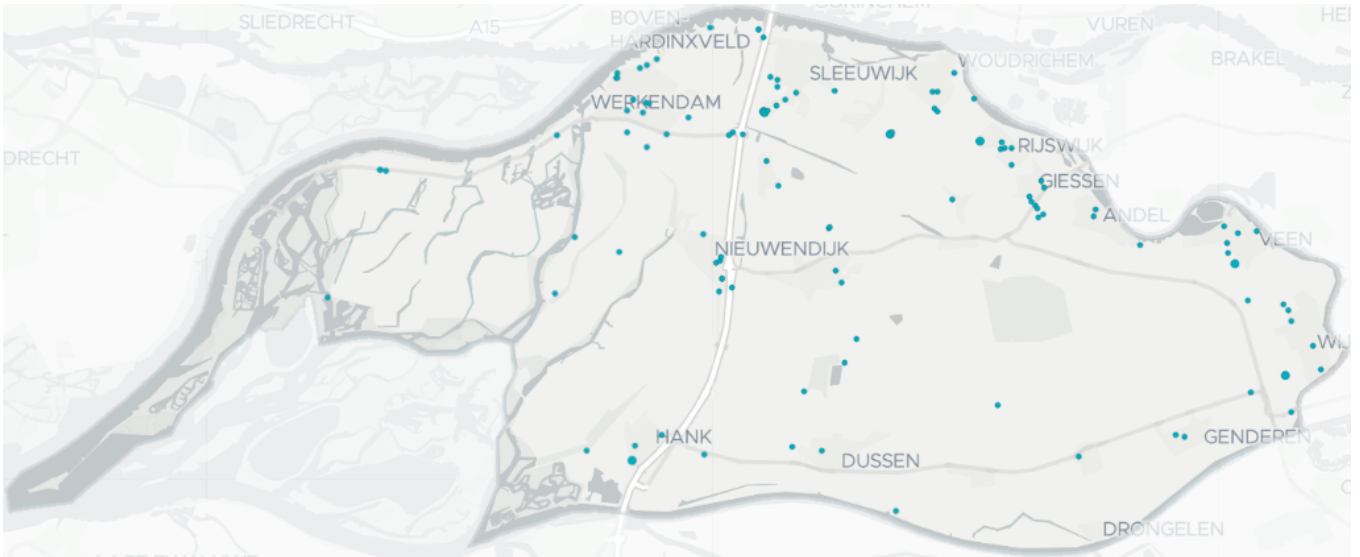 SLIEDRECHT
A15
BOVEN-
HARDINXVELD
VUREN
SLEEUWIJK
WOUDRICHEM
BRAKEL
WERKENDAM
RIJSWIJK
GIESSEN
ANDEL
VEEN
NIEUWENDIJK
HANK
DUSSEN
GENDEREN
DRONGELEN